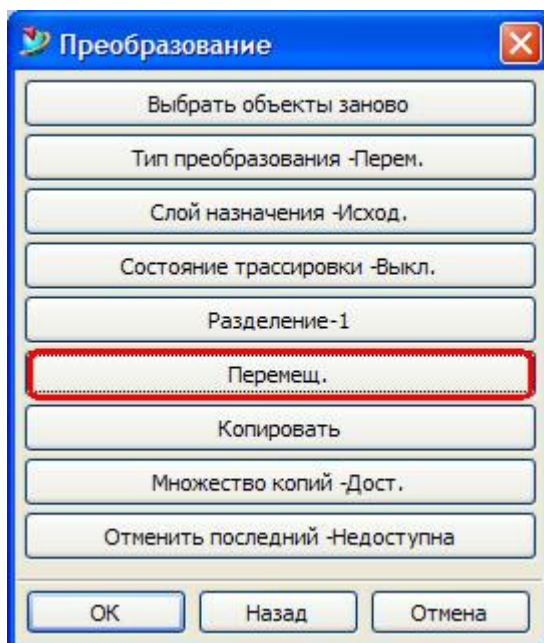 Преобразование
Выбрать объекты заново
Тип преобразования -Перем.
Слой назначения -Исход.
Состояние трассировки -Выкл.
Разделение-1
Перемещ.
Копировать
Множество копий -Дост.
Отменить последний -Недоступна
OK Назад Отмена